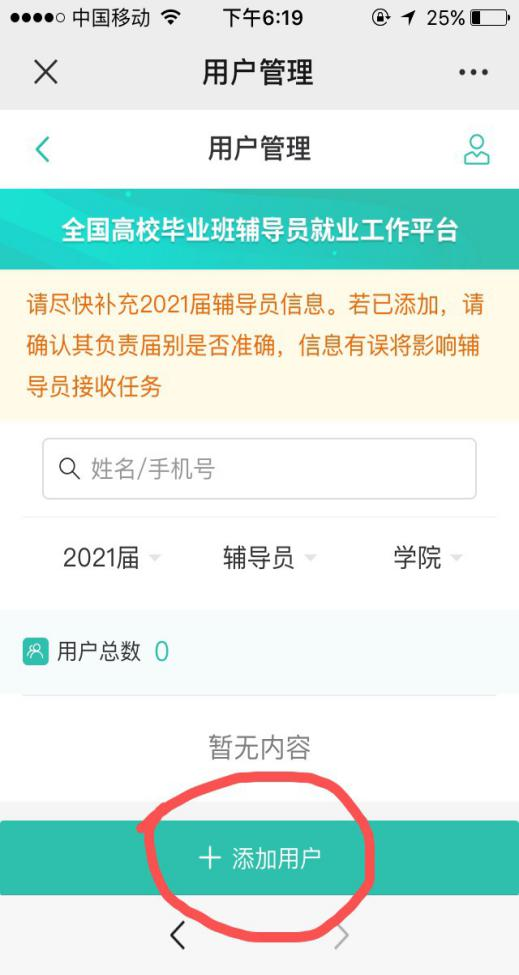 中国移动 下午6:19 25%
用户管理
用户管理
全国高校毕业班辅导员就业工作平台
请尽快补充2021届辅导员信息。若已添加，请
确认其负责届别是否准确，信息有误将影响辅
导员接收任务
姓名/手机号
2021届 辅导员 学院
用户总数 0
暂无内容
＋ 添加用户